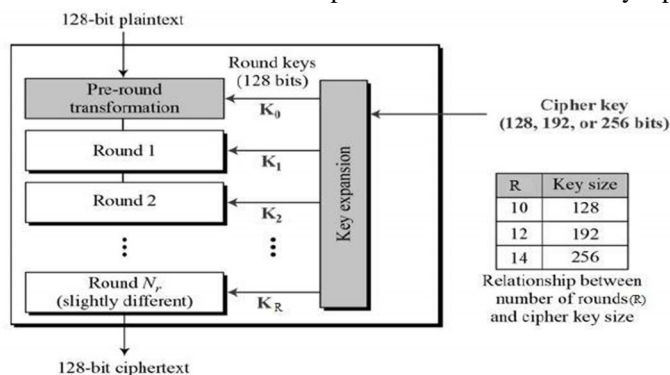 128-bit plaintext
Pre-round
transformation
Round keys
(128 bits)
K0
Round 1
K1
Round 2
K2
Round Nr
(slightly different)
KR
Key expansion
128-bit ciphertext
Cipher key
(128, 192, or 256 bits)
R Key size
10 128
12 192
14 256
Relationship between
number of rounds(R)
and cipher key size